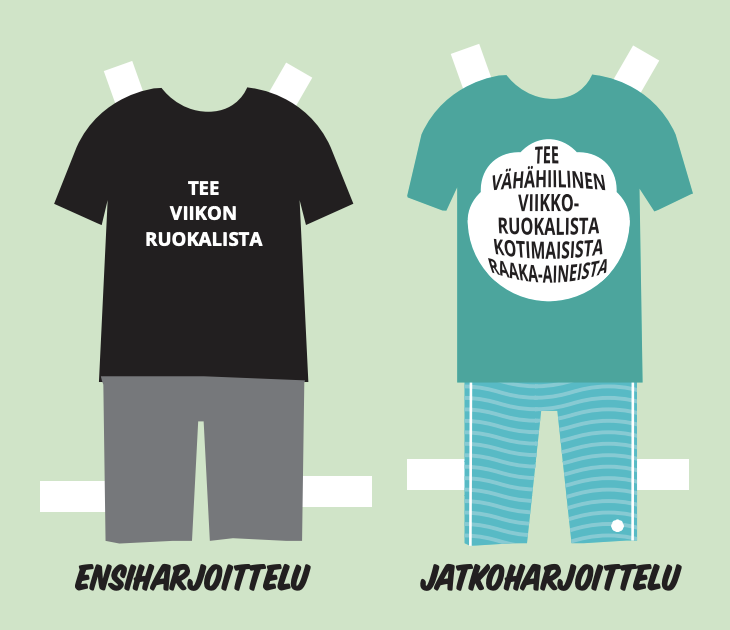 TEE
VIIKON
RUOKALISTA
TEE
VÄHÄHIILINEN
VIIKKO-
RUOKALISTA
KOTIMAISISTA
RAAKA-AINEISTA
ENSIHARJOITTELU
JATKOHARJOITTELU